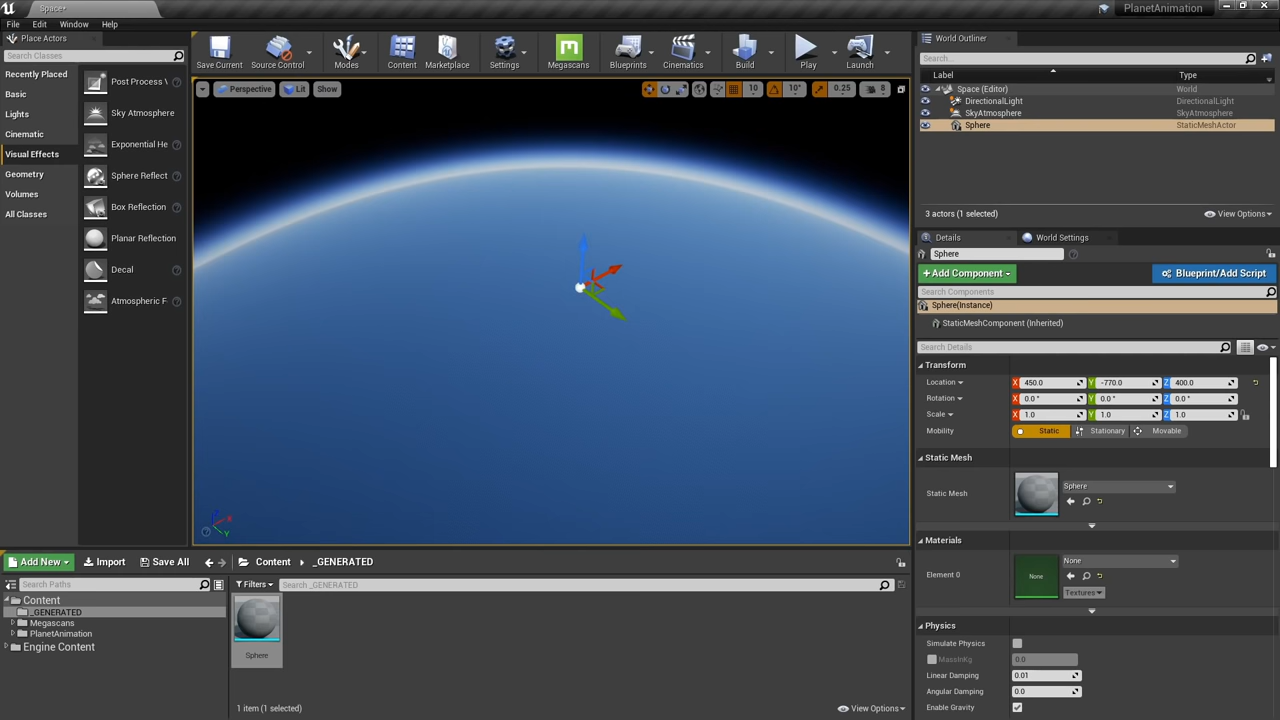 Space*
PlanetAnimation
File Edit Window Help
Place Actors
Search Classes
Recently Placed
Basic
Lights
Cinematic
Visual Effects
Geometry
Volumes
All Classes
Post Process V
Sky Atmosphere
Exponential He
Sphere Reflect
Box Reflection
Planar Reflection
Decal
Atmospheric F
Save Current Source Control Modes Content Marketplace Settings Megascans Blueprints Cinematics Build Play Launch
Perspective Lit Show 10 10° 0.25 8
World Outliner
Search...
Label Type
Space (Editor) World
DirectionalLight DirectionalLight
SkyAtmosphere SkyAtmosphere
Sphere StaticMeshActor
3 actors (1 selected) View Options
Details World Settings
Sphere
+Add Component Blueprint/Add Script
Search Components
Sphere(Instance)
StaticMeshComponent (Inherited)
Search Details
Transform
Location X 450.0 Y -770.0 Z 400.0
Rotation X 0.0 ° Y 0.0 ° Z 0.0 °
Scale X 1.0 Y 1.0 Z 1.0
Mobility Static Stationary Movable
Static Mesh
Static Mesh Sphere
Materials
Element 0 None None
Textures
Physics
Simulate Physics
MassInKg 0.0
Linear Damping 0.01
Angular Damping 0.0
Enable Gravity
Z X Y
Add New Import Save All Content _GENERATED
Search Paths Filters Search _GENERATED
Content
_GENERATED
Megascans
PlanetAnimation
Engine Content
Sphere
1 item (1 selected) View Options